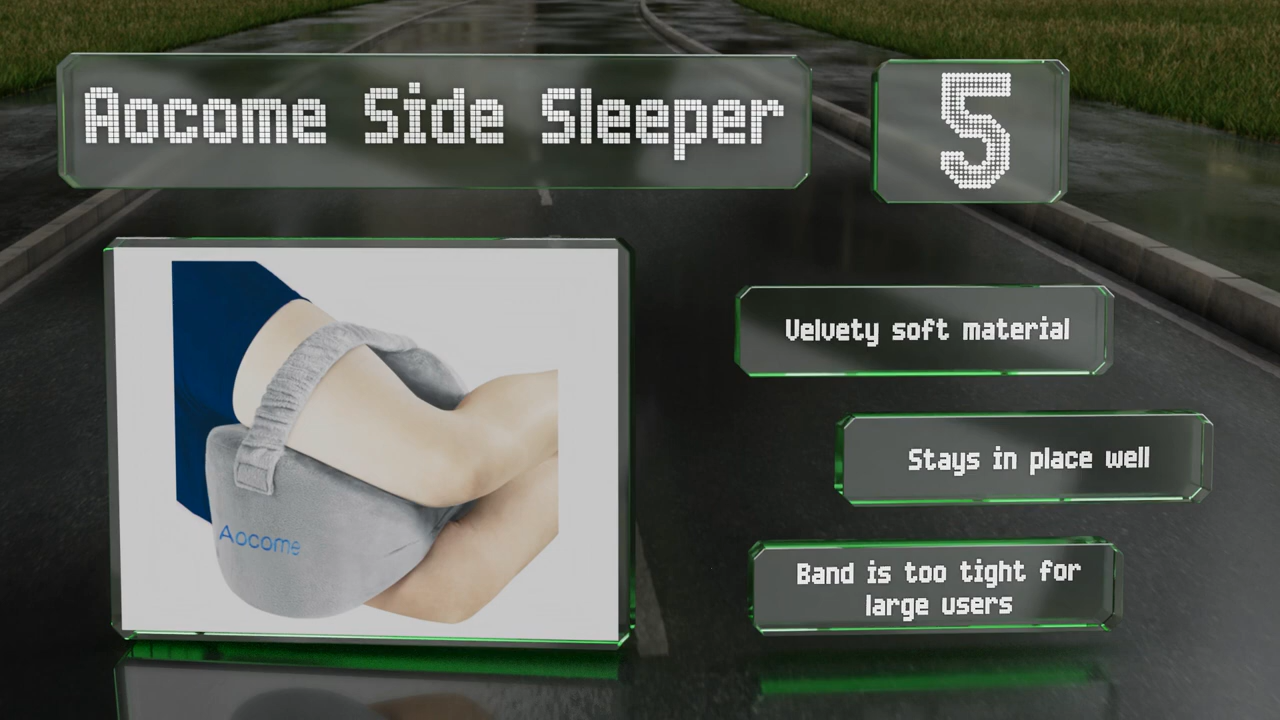 Aocome Side Sleeper
5
Velvety soft material
Stays in place well
Band is too tight for
large users
Aocome